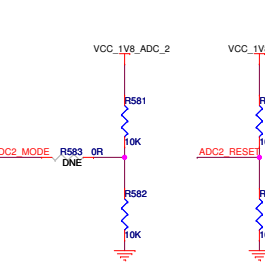 VCC_1V8_ADC_2
VCC_1V
R581
10K
DC2_MODE
R583
0R
DNE
ADC2_RESET
R582
10K